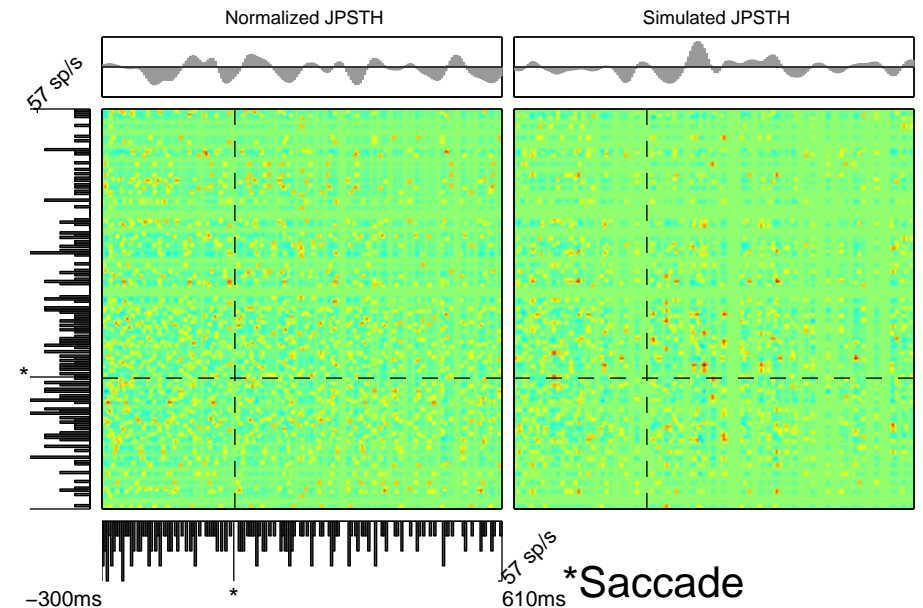 Normalized JPSTH
Simulated JPSTH
57 sp/s
*
57 sp/s
−300ms
*
610ms
*Saccade